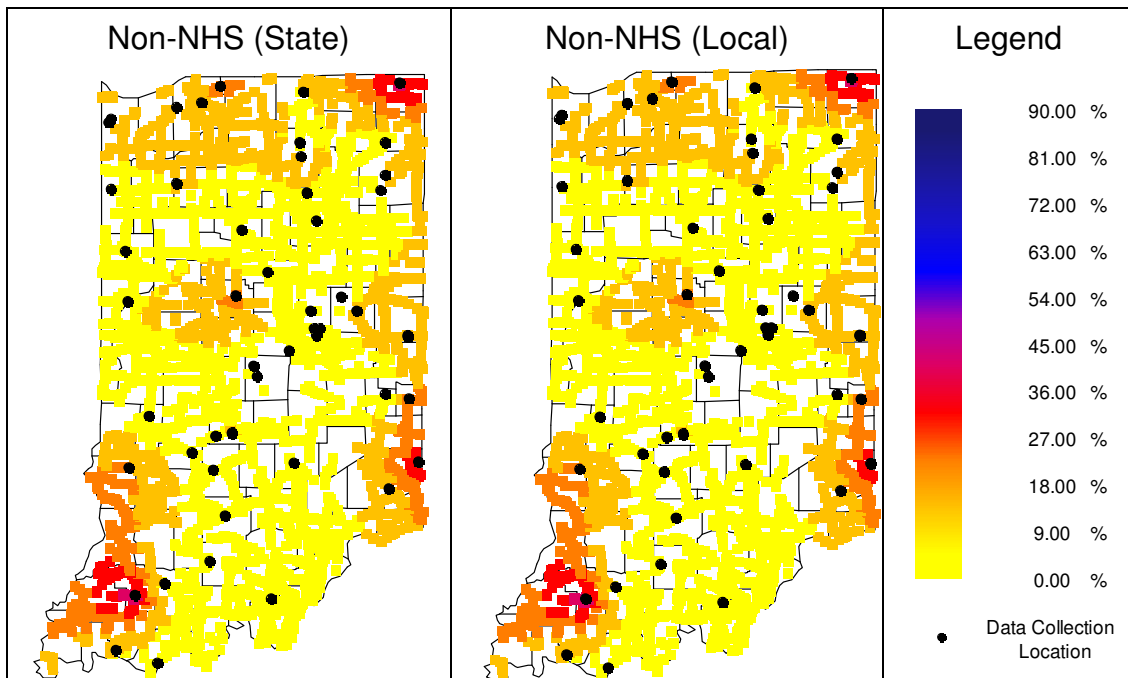 Non-NHS (State)
Non-NHS (Local)
Legend
90.00 %
81.00 %
72.00 %
63.00 %
54.00 %
45.00 %
36.00 %
27.00 %
18.00 %
9.00 %
0.00 %
Data Collection
Location